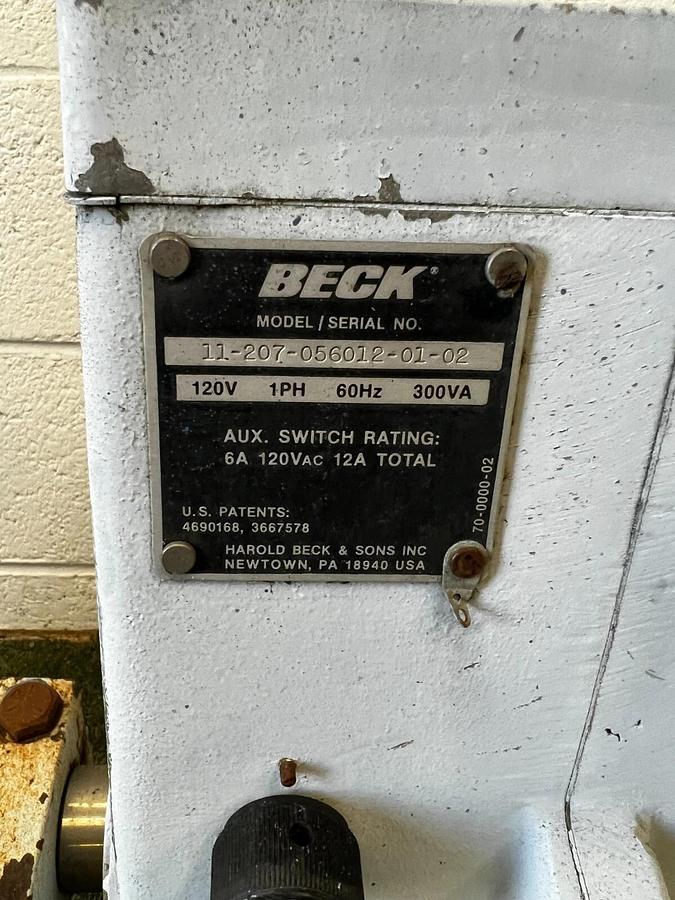 BECK®
MODEL / SERIAL NO.
11-207-056012-01-02
120V 1PH 60Hz 300VA
AUX. SWITCH RATING:
6A 120VAC 12A TOTAL
U.S. PATENTS:
4690168, 3667578
HAROLD BECK & SONS INC
NEWTOWN, PA 18940 USA
70-0000-02